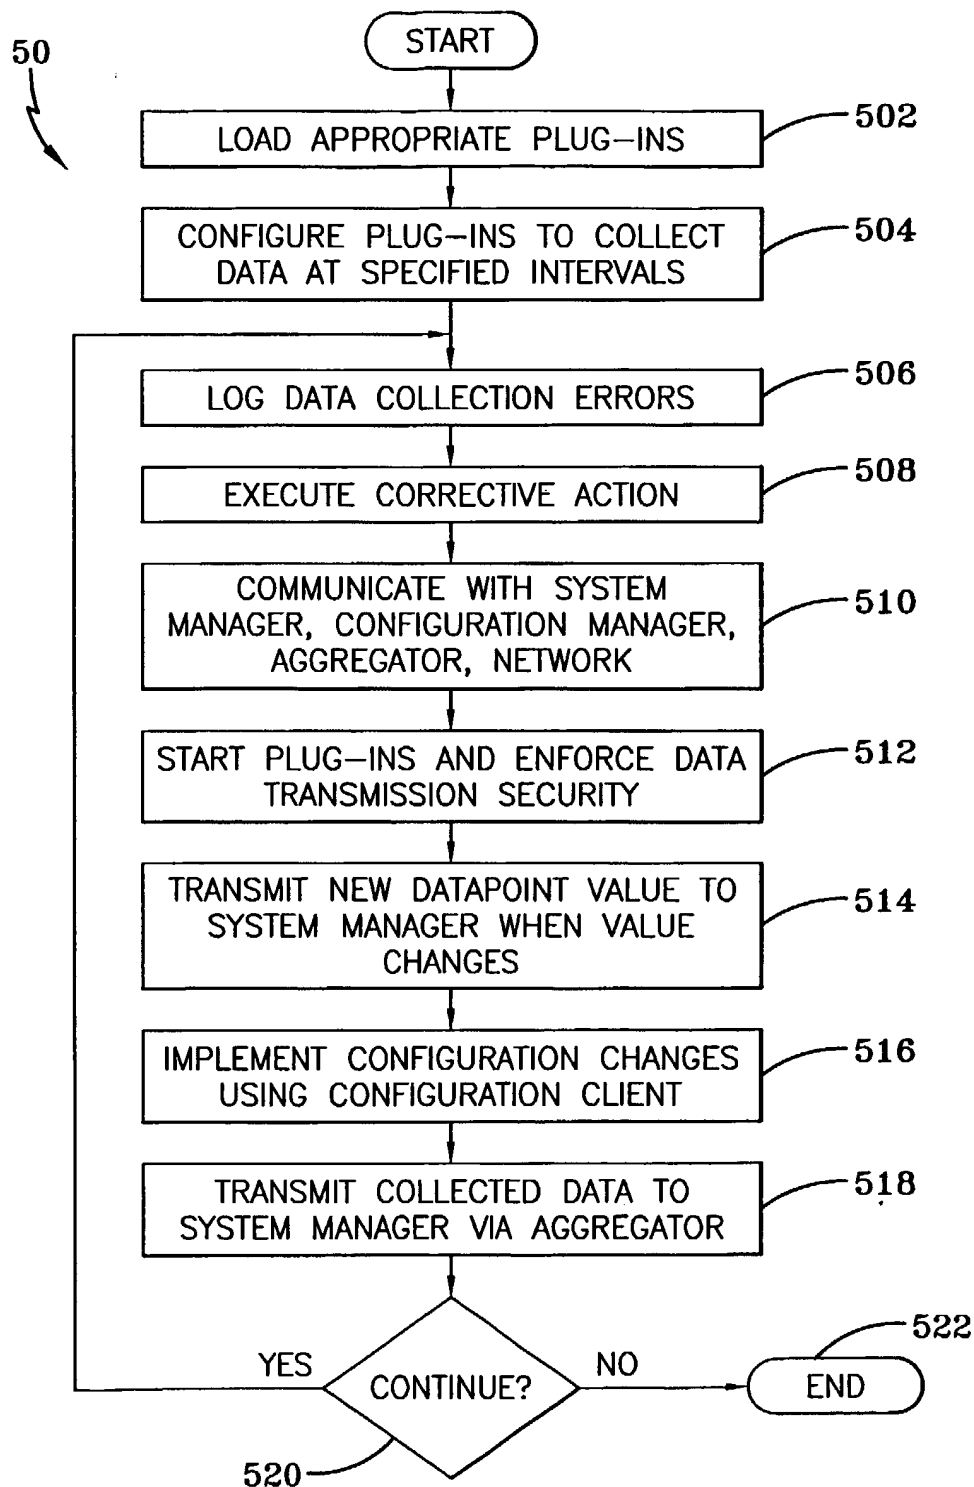 START
50
502
LOAD APPROPRIATE PLUG-INS
504
CONFIGURE PLUG-INS TO COLLECT
DATA AT SPECIFIED INTERVALS
506
LOG DATA COLLECTION ERRORS
508
EXECUTE CORRECTIVE ACTION
COMMUNICATE WITH SYSTEM
MANAGER, CONFIGURATION MANAGER,
AGGREGATOR, NETWORK
510
START PLUG-INS AND ENFORCE DATA
TRANSMISSION SECURITY
512
TRANSMIT NEW DATAPOINT VALUE TO
SYSTEM MANAGER WHEN VALUE
CHANGES
514
IMPLEMENT CONFIGURATION CHANGES
USING CONFIGURATION CLIENT
516
TRANSMIT COLLECTED DATA TO
SYSTEM MANAGER VIA AGGREGATOR
518
522
YES
NO
CONTINUE?
END
520